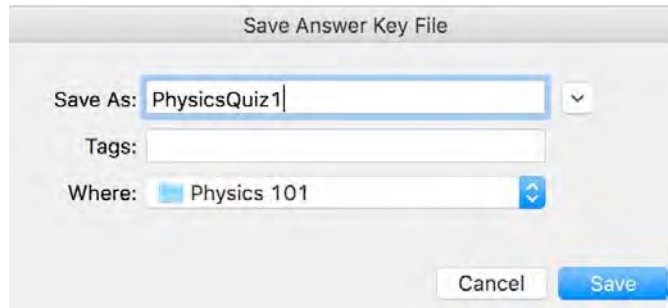 Save Answer Key File
Save As: PhysicsQuiz1
Tags:
Where: Physics 101
Cancel Save